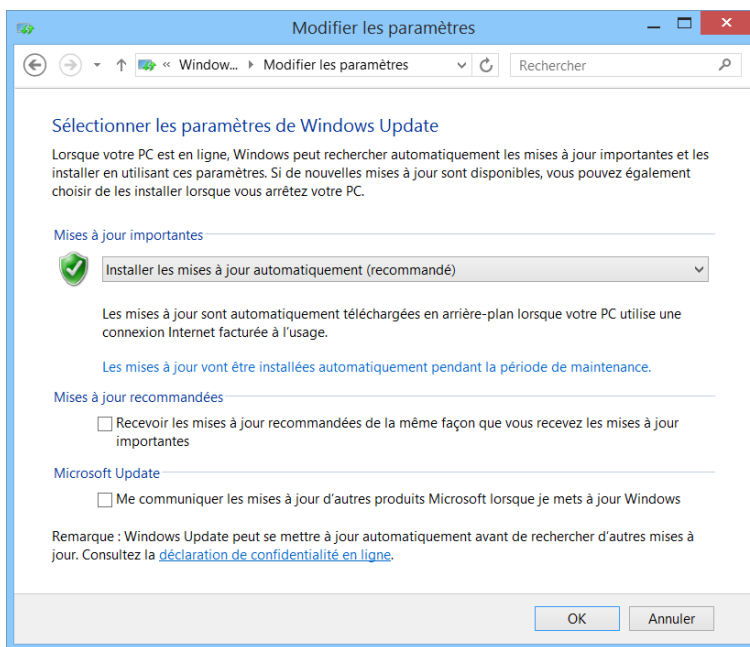 Modifier les paramètres
« Window... Modifier les paramètres Rechercher
Sélectionner les paramètres de Windows Update
Lorsque votre PC est en ligne, Windows peut rechercher automatiquement les mises à jour importantes et les
installer en utilisant ces paramètres. Si de nouvelles mises à jour sont disponibles, vous pouvez également
choisir de les installer lorsque vous arrêtez votre PC.
Mises à jour importantes
Installer les mises à jour automatiquement (recommandé)
Les mises à jour sont automatiquement téléchargées en arrière-plan lorsque votre PC utilise une
connexion Internet facturée à l'usage.
Les mises à jour vont être installées automatiquement pendant la période de maintenance.
Mises à jour recommandées
Recevoir les mises à jour recommandées de la même façon que vous recevez les mises à jour
importantes
Microsoft Update
Me communiquer les mises à jour d'autres produits Microsoft lorsque je mets à jour Windows
Remarque : Windows Update peut se mettre à jour automatiquement avant de rechercher d'autres mises à
jour. Consultez la déclaration de confidentialité en ligne.
OK Annuler